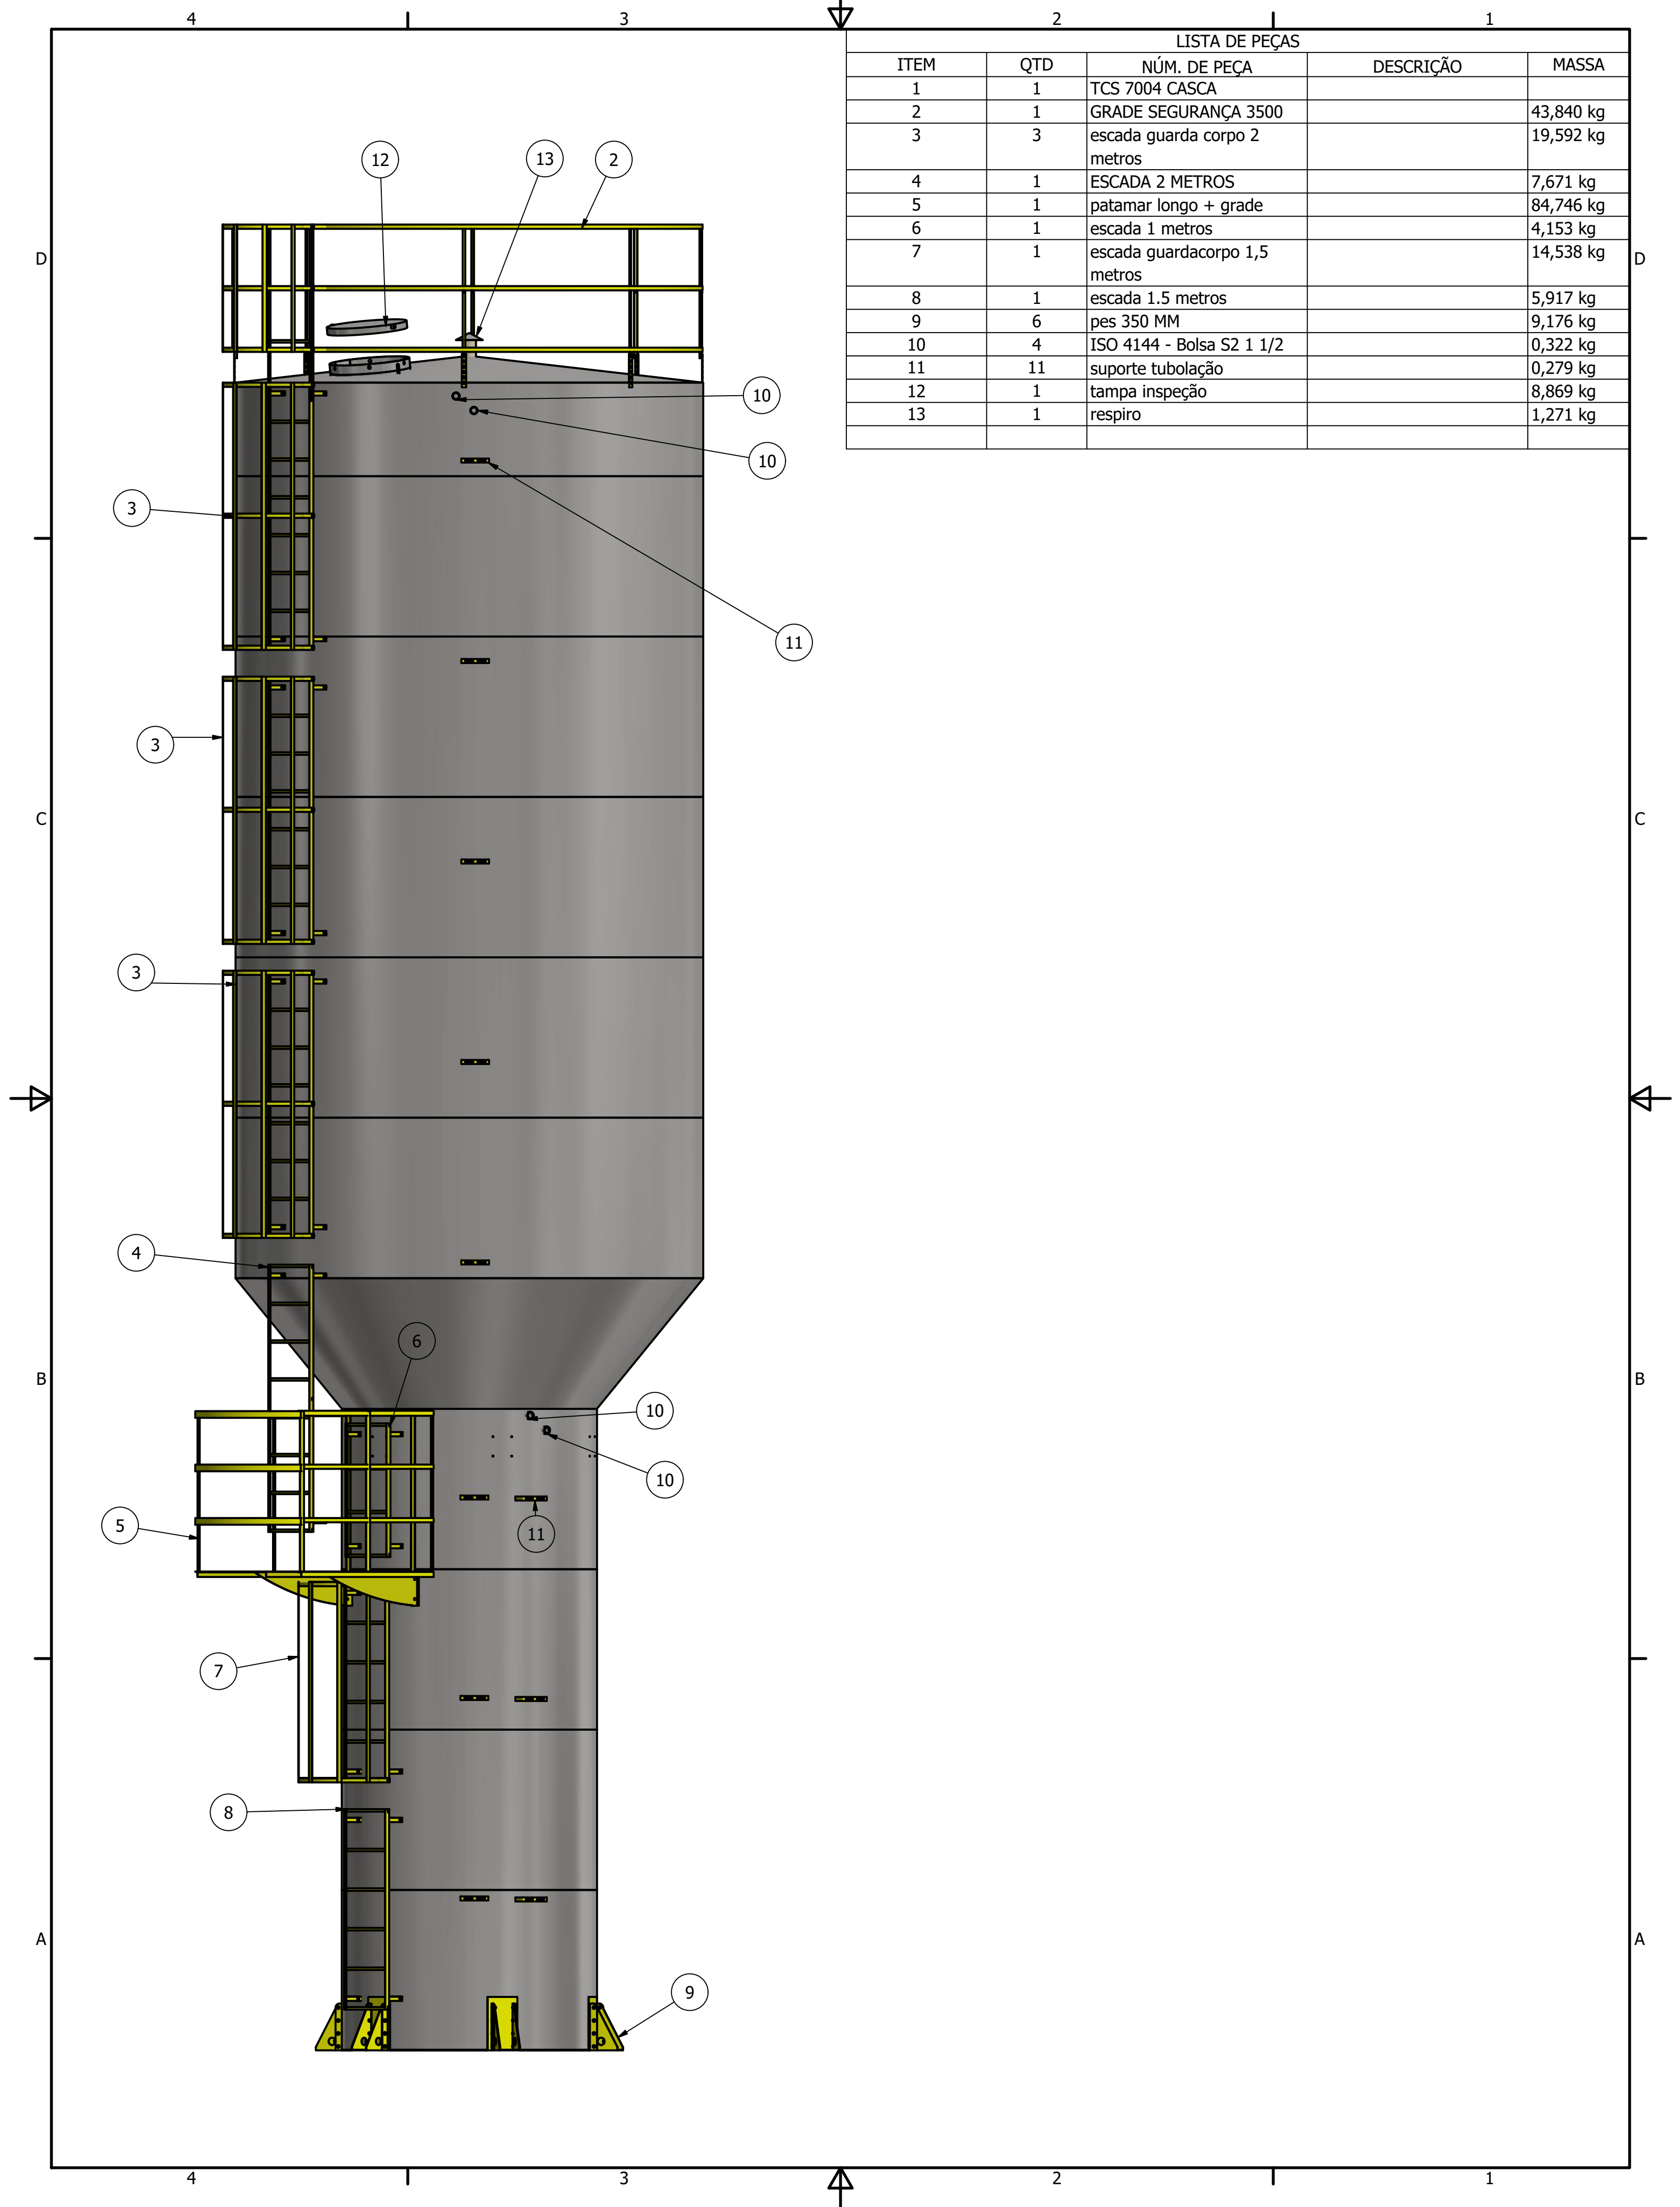 4 3 2 1
LISTA DE PEÇAS
ITEM QTD NÚM. DE PEÇA DESCRIÇÃO MASSA
1 1 TCS 7004 CASCA
2 1 GRADE SEGURANÇA 3500 43,840 kg
3 3 escada guarda corpo 2 19,592 kg
metros
4 1 ESCADA 2 METROS 7,671 kg
5 1 patamar longo + grade 84,746 kg
6 1 escada 1 metros 4,153 kg
7 1 escada guardacorpo 1,5 14,538 kg
metros
8 1 escada 1.5 metros 5,917 kg
9 6 pes 350 MM 9,176 kg
10 4 ISO 4144 - Bolsa S2 1 1/2 0,322 kg
11 11 suporte tubolação 0,279 kg
12 1 tampa inspeção 8,869 kg
13 1 respiro 1,271 kg
12 13 2
D D
10
10
3
11
3
C C
3
4
6
B B
10
10
5
11
7
8
A A
9
4 3 2 1